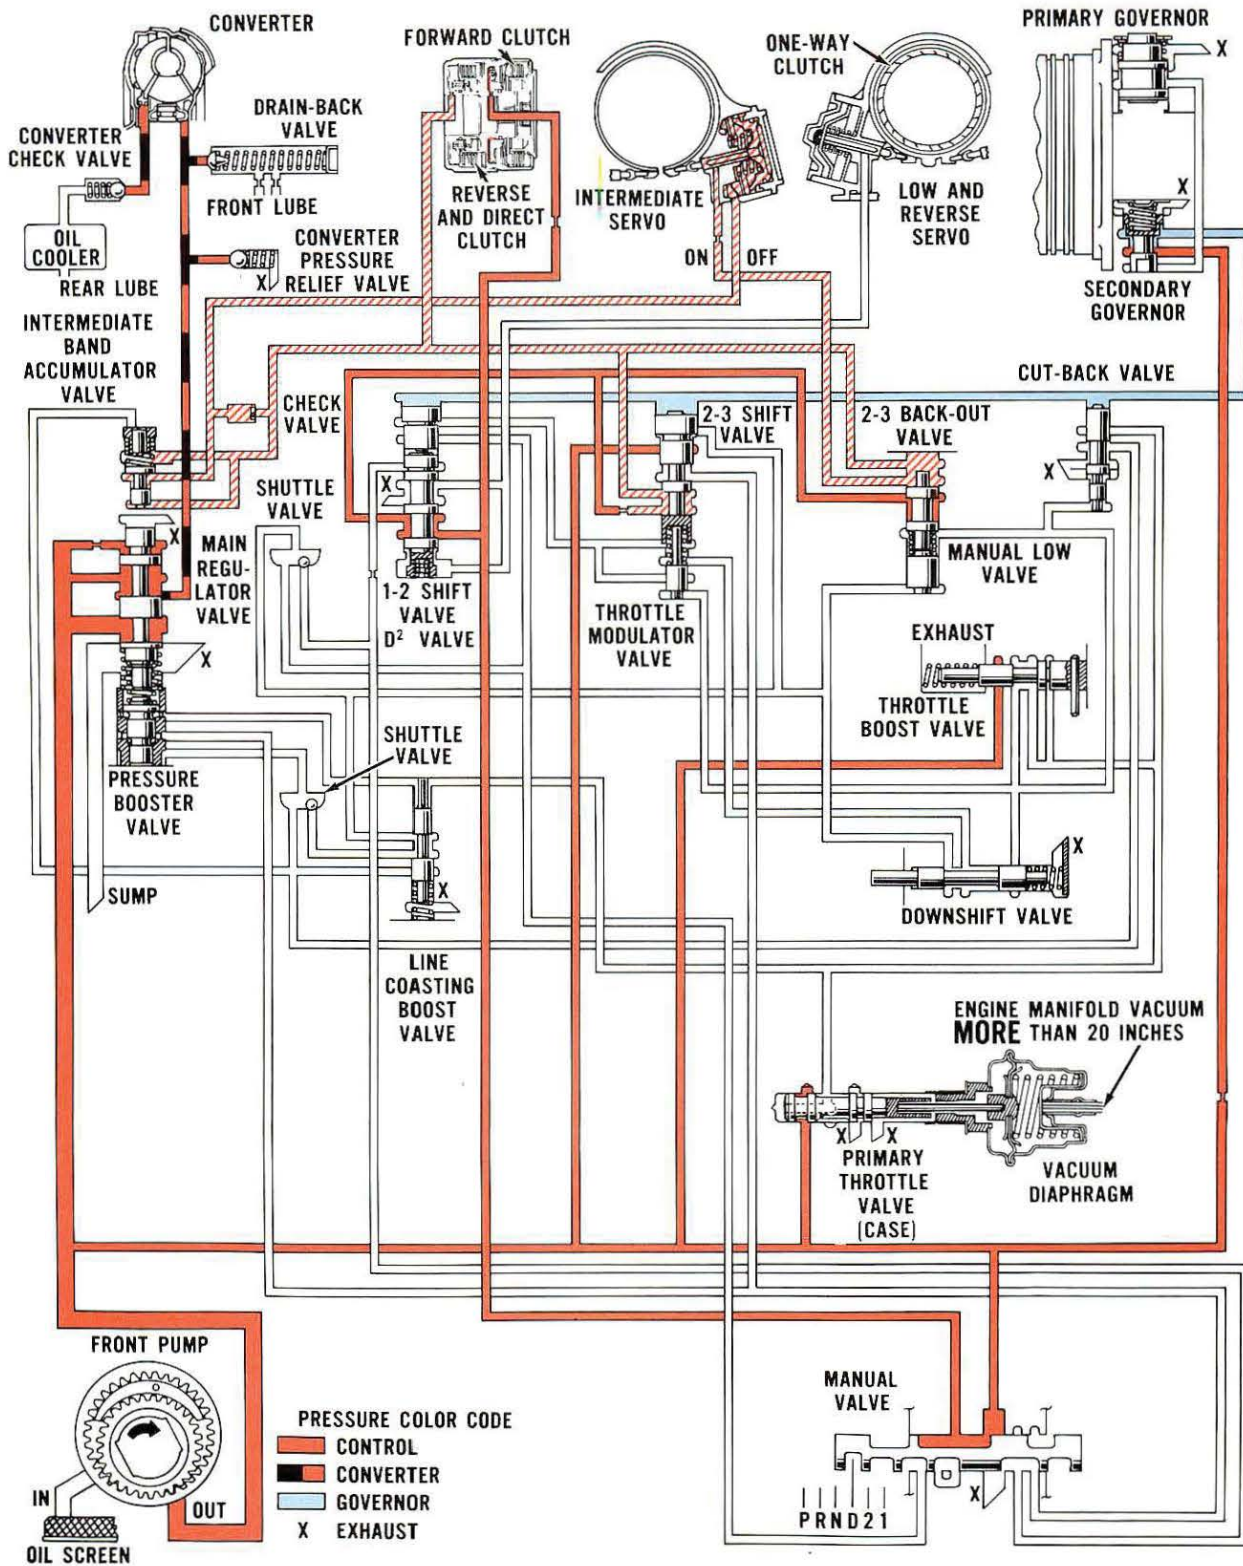 CONVERTER
FORWARD CLUTCH
ONE-WAY
CLUTCH
PRIMARY GOVERNOR
X
DRAIN-BACK
VALVE
CONVERTER
CHECK VALVE
FRONT LUBE
REVERSE
AND DIRECT
CLUTCH
INTERMEDIATE
SERVO
LOW AND
REVERSE
SERVO
X
OIL
COOLER
REAR LUBE
CONVERTER
PRESSURE
RELIEF VALVE
X
ON
OFF
SECONDARY
GOVERNOR
INTERMEDIATE
BAND
ACCUMULATOR
VALVE
CHECK
VALVE
2-3 SHIFT
VALVE
2-3 BACK-OUT
VALVE
CUT-BACK VALVE
X
X
SHUTTLE
VALVE
X
MAIN
REGU-
LATOR
VALVE
X
1-2 SHIFT
VALVE
D² VALVE
THROTTLE
MODULATOR
VALVE
MANUAL LOW
VALVE
EXHAUST
THROTTLE
BOOST VALVE
SHUTTLE
VALVE
PRESSURE
BOOSTER
VALVE
SUMP
X
X
DOWNSHIFT VALVE
LINE
COASTING
BOOST
VALVE
ENGINE MANIFOLD VACUUM
MORE THAN 20 INCHES
X
X
PRIMARY
THROTTLE
VALVE
(CASE)
VACUUM
DIAPHRAGM
FRONT PUMP
IN
OUT
OIL SCREEN
PRESSURE COLOR CODE
CONTROL
CONVERTER
GOVERNOR
X EXHAUST
MANUAL
VALVE
X
P R N D 2 1